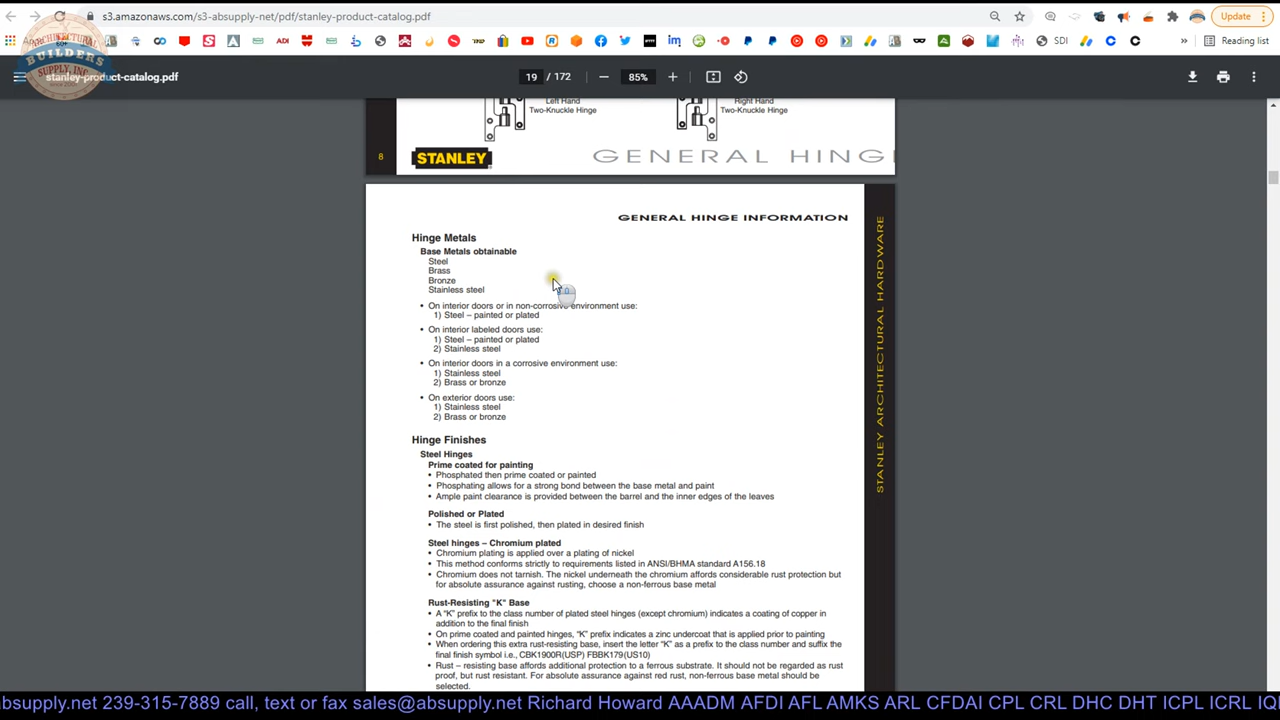 s3.amazonaws.com/s3-absupply-net/pdf/stanley-product-catalog.pdf
Update
SDI
Reading list
ARCHITECTURAL
BUILDERS
SUPPLY, INC.
stanley-product-catalog.pdf
19 / 172
85%
Left Hand
Two-Knuckle Hinge
Right Hand
Two-Knuckle Hinge
8
STANLEY
GENERAL HING
GENERAL HINGE INFORMATION
STANLEY ARCHITECTURAL HARDWARE
Hinge Metals
Base Metals obtainable
Steel
Brass
Bronze
Stainless steel
• On interior doors or in non-corrosive environment use:
1) Steel – painted or plated
• On interior labeled doors use:
1) Steel – painted or plated
2) Stainless steel
• On interior doors in a corrosive environment use:
1) Stainless steel
2) Brass or bronze
• On exterior doors use:
1) Stainless steel
2) Brass or bronze
Hinge Finishes
Steel Hinges
Prime coated for painting
• Phosphated then prime coated or painted
• Phosphating allows for a strong bond between the base metal and paint
• Ample paint clearance is provided between the barrel and the inner edges of the leaves
Polished or Plated
• The steel is first polished, then plated in desired finish
Steel hinges – Chromium plated
• Chromium plating is applied over a plating of nickel
• This method conforms strictly to requirements listed in ANSI/BHMA standard A156.18
• Chromium does not tarnish. The nickel underneath the chromium affords considerable rust protection but
for absolute assurance against rusting, choose a non-ferrous base metal
Rust-Resisting "K" Base
• A “K” prefix to the class number of plated steel hinges (except chromium) indicates a coating of copper in
addition to the final finish
• On prime coated and painted hinges, “K” prefix indicates a zinc undercoat that is applied prior to painting
• When ordering this extra rust-resisting base, insert the letter “K” as a prefix to the class number and suffix the
final finish symbol i.e., CBK1900R(USP) FBBK179(US10)
• Rust – resisting base affords additional protection to a ferrous substrate. It should not be regarded as rust
proof, but rust resistant. For absolute assurance against red rust, non-ferrous base metal should be
selected.
absupply.net 239-315-7889 call, text or fax sales@absupply.net Richard Howard AAADM AFDI AFL AMKS ARL CFDAI CPL CRL DHC DHT ICPL ICRL IQ